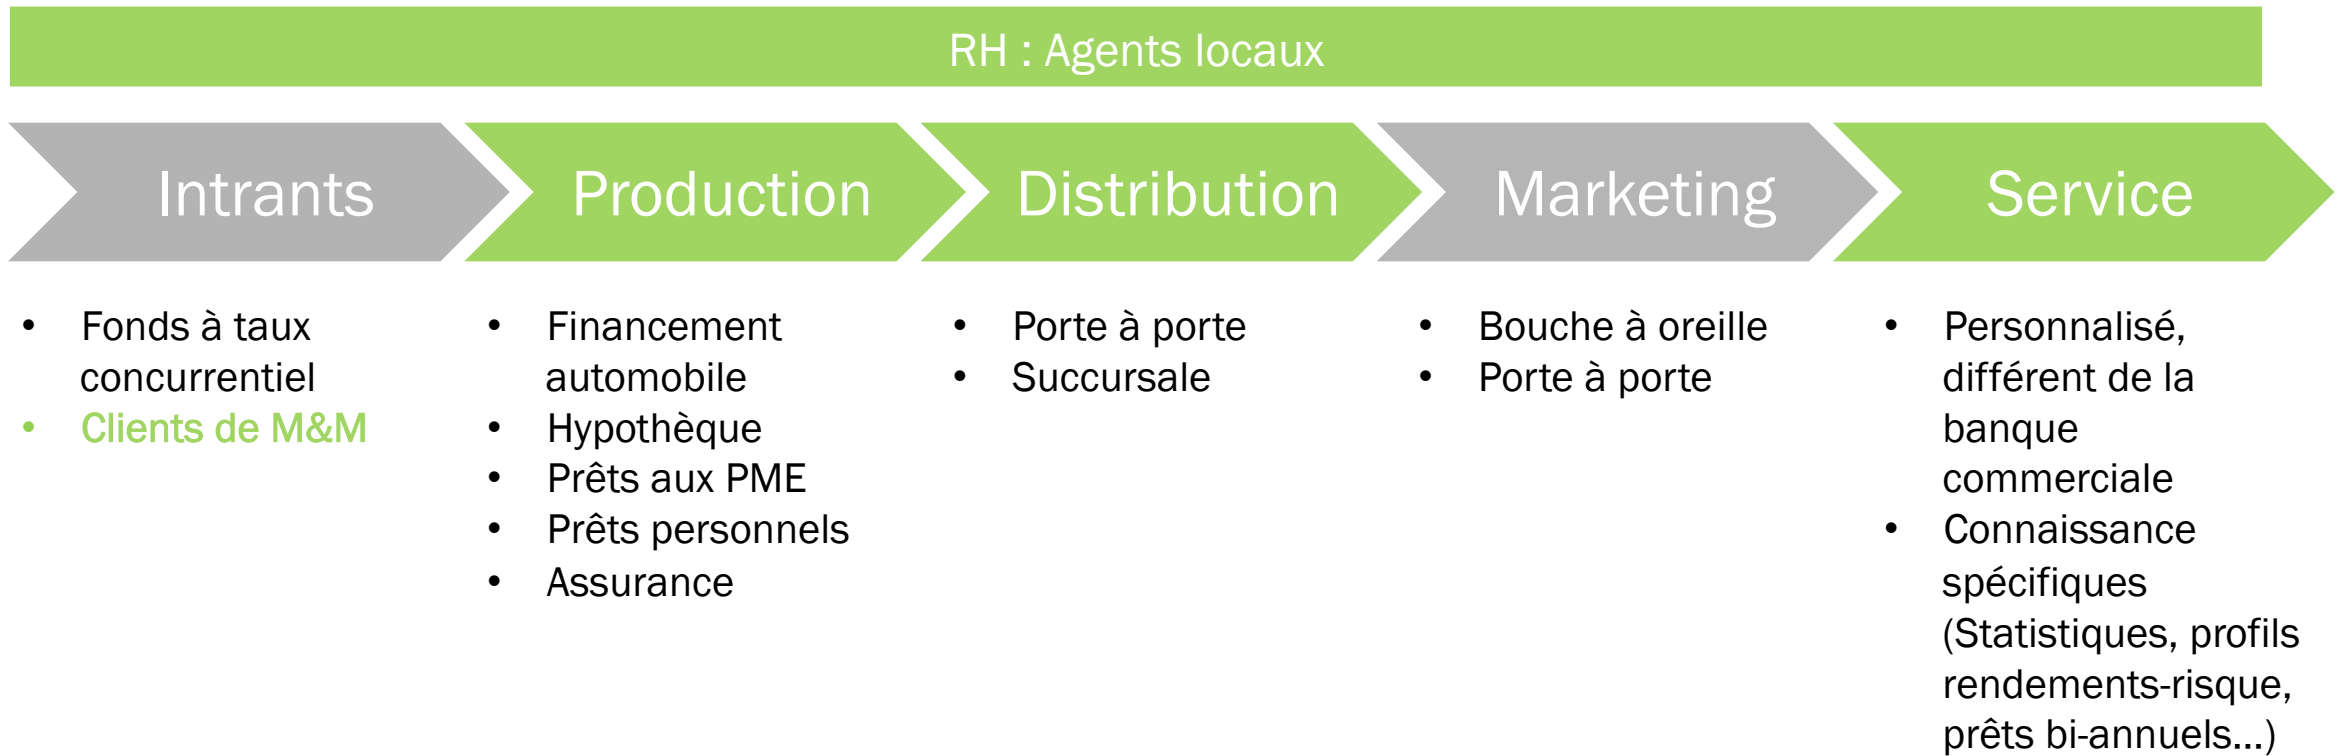 RH : Agents locaux
Intrants
Production
Distribution
Marketing
Service
• Fonds à taux
concurrentiel
• Clients de M&M
• Financement
automobile
• Hypothèque
• Prêts aux PME
• Prêts personnels
• Assurance
• Porte à porte
• Succursale
• Bouche à oreille
• Porte à porte
• Personnalisé,
différent de la
banque
commerciale
• Connaissance
spécifiques
(Statistiques, profils
rendements-risque,
prêts bi-annuels...)